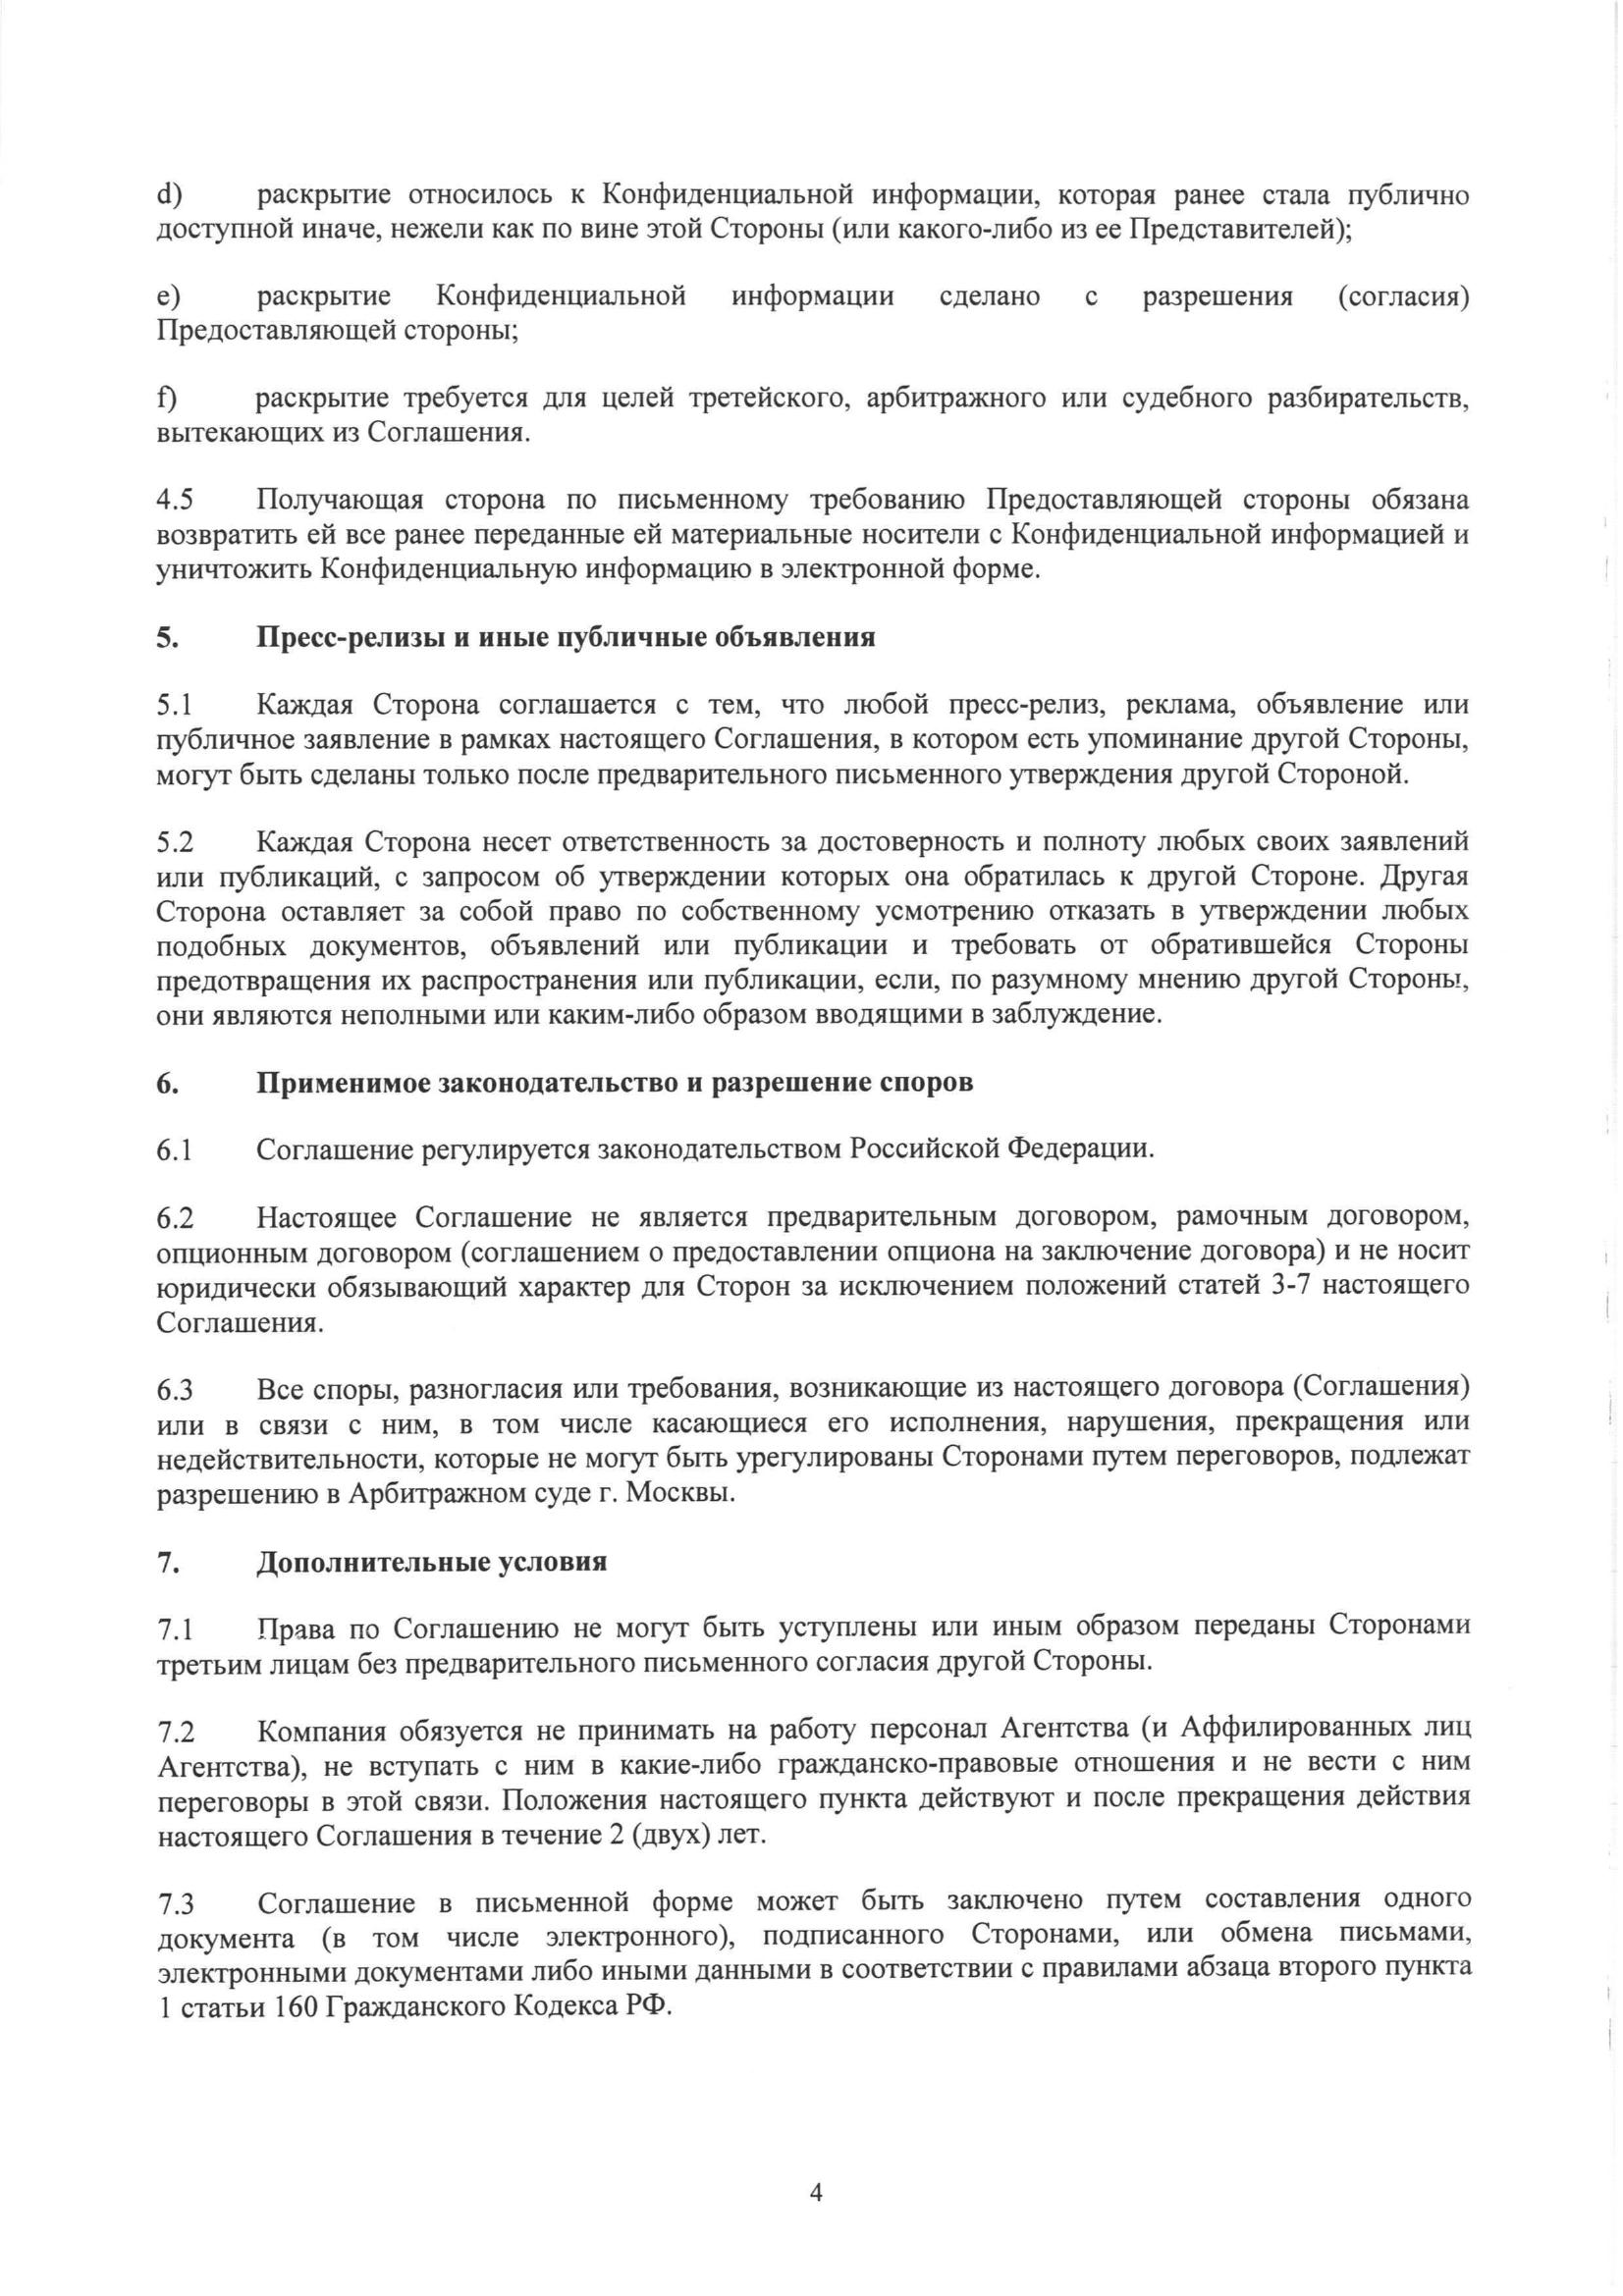 d) раскрытие относилось к Конфиденциальной информации, которая ранее стала публично
доступной иначе, нежели как по вине этой Стороны (или какого-либо из ее Представителей);
e) раскрытие Конфиденциальной информации сделано с разрешения (согласия)
Предоставляющей стороны;
f) раскрытие требуется для целей третейского, арбитражного или судебного разбирательств,
вытекающих из Соглашения.
4.5 Получающая сторона по письменному требованию Предоставляющей стороны обязана
возвратить ей все ранее переданные ей материальные носители с Конфиденциальной информацией и
уничтожить Конфиденциальную информацию в электронной форме.
5. Пресс-релизы и иные публичные объявления
5.1 Каждая Сторона соглашается с тем, что любой пресс-релиз, реклама, объявление или
публичное заявление в рамках настоящего Соглашения, в котором есть упоминание другой Стороны,
могут быть сделаны только после предварительного письменного утверждения другой Стороной.
5.2 Каждая Сторона несет ответственность за достоверность и полноту любых своих заявлений
или публикаций, с запросом об утверждении которых она обратилась к другой Стороне. Другая
Сторона оставляет за собой право по собственному усмотрению отказать в утверждении любых
подобных документов, объявлений или публикации и требовать от обратившейся Стороны
предотвращения их распространения или публикации, если, по разумному мнению другой Стороны,
они являются неполными или каким-либо образом вводящими в заблуждение.
6. Применимое законодательство и разрешение споров
6.1 Соглашение регулируется законодательством Российской Федерации.
6.2 Настоящее Соглашение не является предварительным договором, рамочным договором,
опционным договором (соглашением о предоставлении опциона на заключение договора) и не носит
юридически обязывающий характер для Сторон за исключением положений статей 3-7 настоящего
Соглашения.
6.3 Все споры, разногласия или требования, возникающие из настоящего договора (Соглашения)
или в связи с ним, в том числе касающиеся его исполнения, нарушения, прекращения или
недействительности, которые не могут быть урегулированы Сторонами путем переговоров, подлежат
разрешению в Арбитражном суде г. Москвы.
7. Дополнительные условия
7.1 Права по Соглашению не могут быть уступлены или иным образом переданы Сторонами
третьим лицам без предварительного письменного согласия другой Стороны.
7.2 Компания обязуется не принимать на работу персонал Агентства (и Аффилированных лиц
Агентства), не вступать с ним в какие-либо гражданско-правовые отношения и не вести с ним
переговоры в этой связи. Положения настоящего пункта действуют и после прекращения действия
настоящего Соглашения в течение 2 (двух) лет.
7.3 Соглашение в письменной форме может быть заключено путем составления одного
документа (в том числе электронного), подписанного Сторонами, или обмена письмами,
электронными документами либо иными данными в соответствии с правилами абзаца второго пункта
1 статьи 160 Гражданского Кодекса РФ.
4